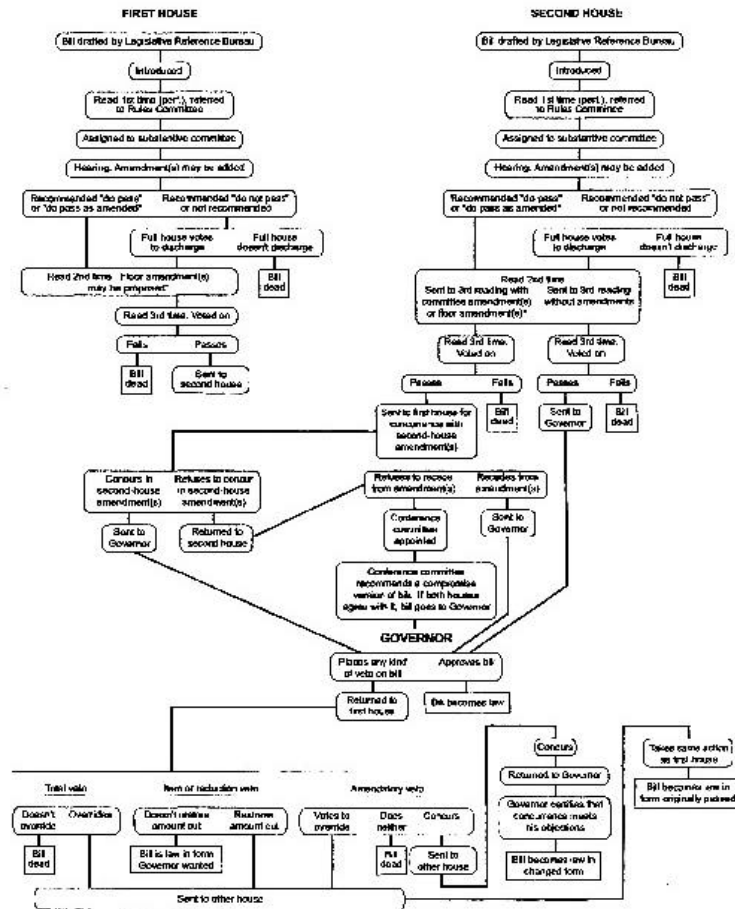 FIRST HOUSE
Bill drafted by Legislative Reference Bureau
Introduced
Read 1st time (perf.), referred
to Rules Committee
Assigned to substantive committee
Hearing. Amendment(s) may be added
Recommended "do pass"
or "do pass as amended"
Recommended "do not pass"
or not recommended
Full house votes
to discharge
Full house
doesn't discharge
Bill
dead
Read 2nd time Floor amendment(s)
may be proposed*
Read 3rd time. Voted on
Fails
Passes
Bill
dead
Sent to
second house
SECOND HOUSE
Bill drafted by Legislative Reference Bureau
Introduced
Read 1st time (perf.), referred
to Rules Committee
Assigned to substantive committee
Hearing. Amendment(s) may be added
Recommended "do pass"
or "do pass as amended"
Recommended "do not pass"
or not recommended
Full house votes
to discharge
Full house
doesn't discharge
Bill
dead
Read 2nd time
Sent to 3rd reading with
committee amendment(s)
or floor amendment(s)*
Sent to 3rd reading
without amendments
Read 3rd time.
Voted on
Read 3rd time.
Voted on
Passes
Fails
Passes
Fails
Sent to first house for
concurrence with
second-house
amendment(s)
Bill
dead
Sent to
Governor
Bill
dead
Concurs in
second-house
amendment(s)
Refuses to concur
in second-house
amendment(s)
Refuses to recede
from amendment(s)
Recedes from
amendment(s)
Sent to
Governor
Returned to
second house
Conference
committee
appointed
Sent to
Governor
Conference committee
recommends a compromise
version of bill. If both houses
agree with it, bill goes to Governor
GOVERNOR
Places any kind
of veto on bill
Approves bill
Returned to
first house
Bill becomes law
Total veto
Item or reduction veto
Amendatory veto
Doesn't
override
Overrides
Doesn't restore
amount cut
Restores
amount cut
Votes to
override
Does
neither
Concurs
Bill
dead
Bill is law in form
Governor wanted
Bill
dead
Sent to
other house
Sent to other house
Concurs
Returned to Governor
Governor certifies that
concurrence meets
his objections
Bill becomes law in
changed form
Takes same action
as first house
Bill becomes law in
form originally passed